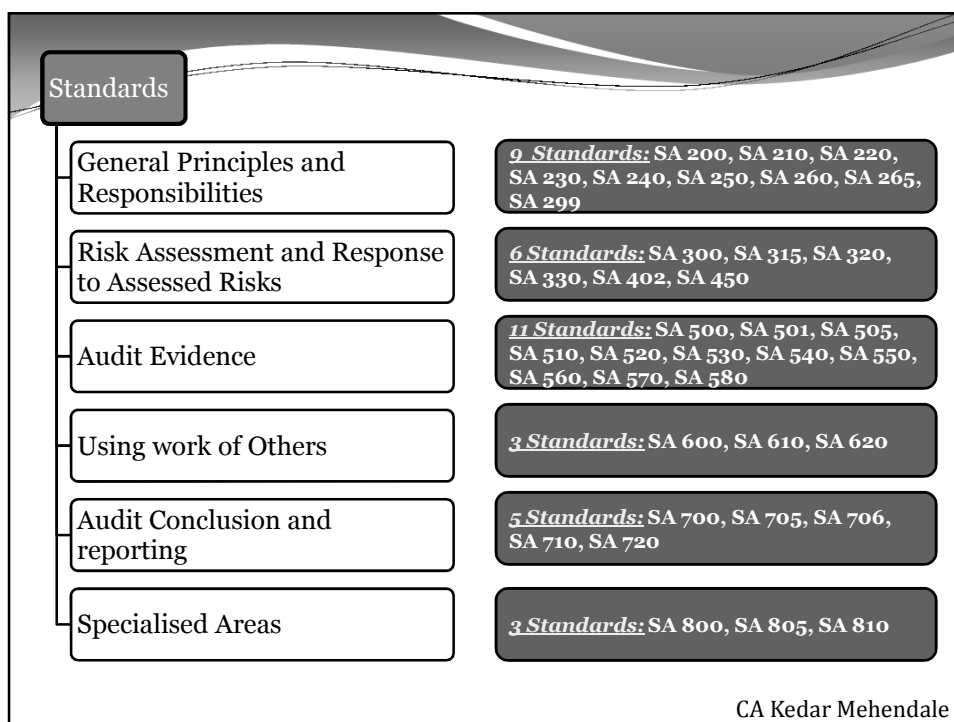 Standards
General Principles and
Responsibilities
9 Standards: SA 200, SA 210, SA 220,
SA 230, SA 240, SA 250, SA 260, SA 265,
SA 299
Risk Assessment and Response
to Assessed Risks
6 Standards: SA 300, SA 315, SA 320,
SA 330, SA 402, SA 450
Audit Evidence
11 Standards: SA 500, SA 501, SA 505,
SA 510, SA 520, SA 530, SA 540, SA 550,
SA 560, SA 570, SA 580
Using work of Others
3 Standards: SA 600, SA 610, SA 620
Audit Conclusion and
reporting
5 Standards: SA 700, SA 705, SA 706,
SA 710, SA 720
Specialised Areas
3 Standards: SA 800, SA 805, SA 810
CA Kedar Mehendale